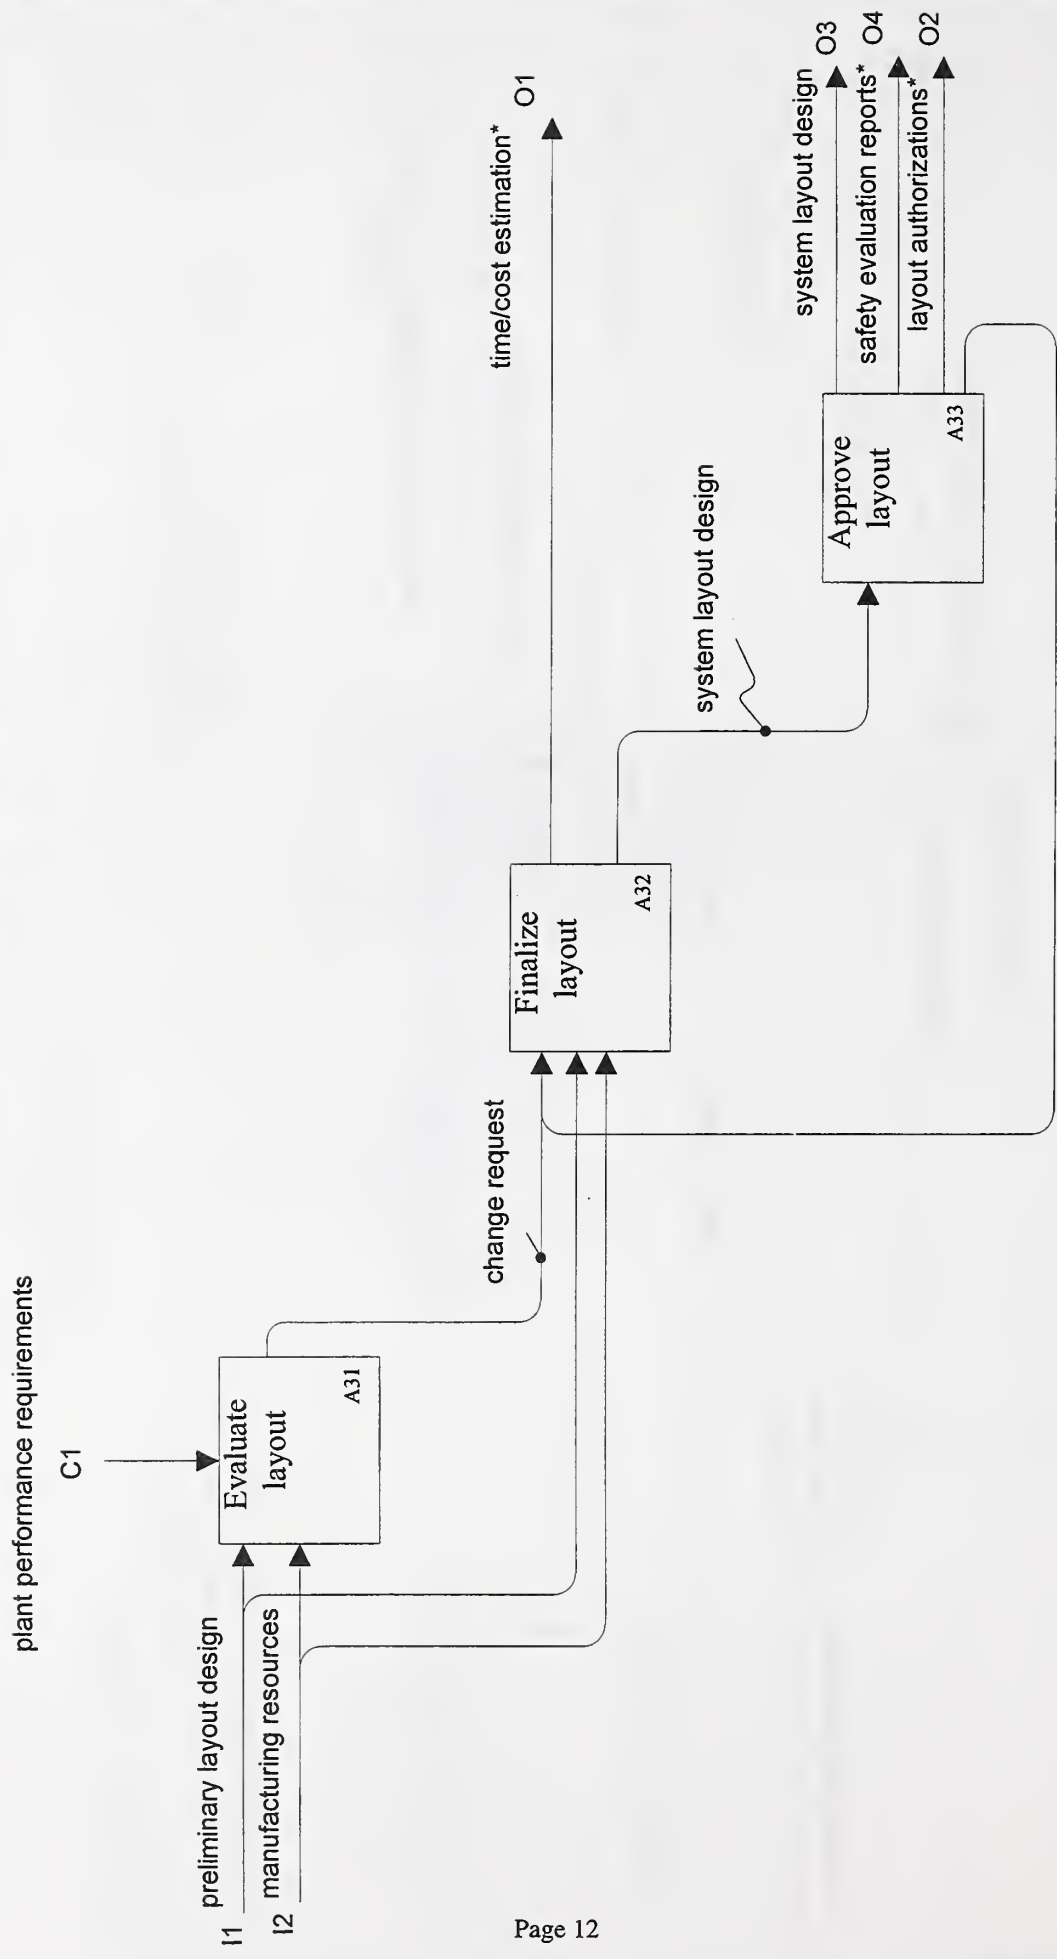 plant performance requirements
C1
I1
preliminary layout design
I2
manufacturing resources
Evaluate
layout
A31
change request
Finalize
layout
A32
time/cost estimation*
O1
system layout design
Approve
layout
A33
system layout design
O3
safety evaluation reports*
O4
layout authorizations*
O2
Page 12